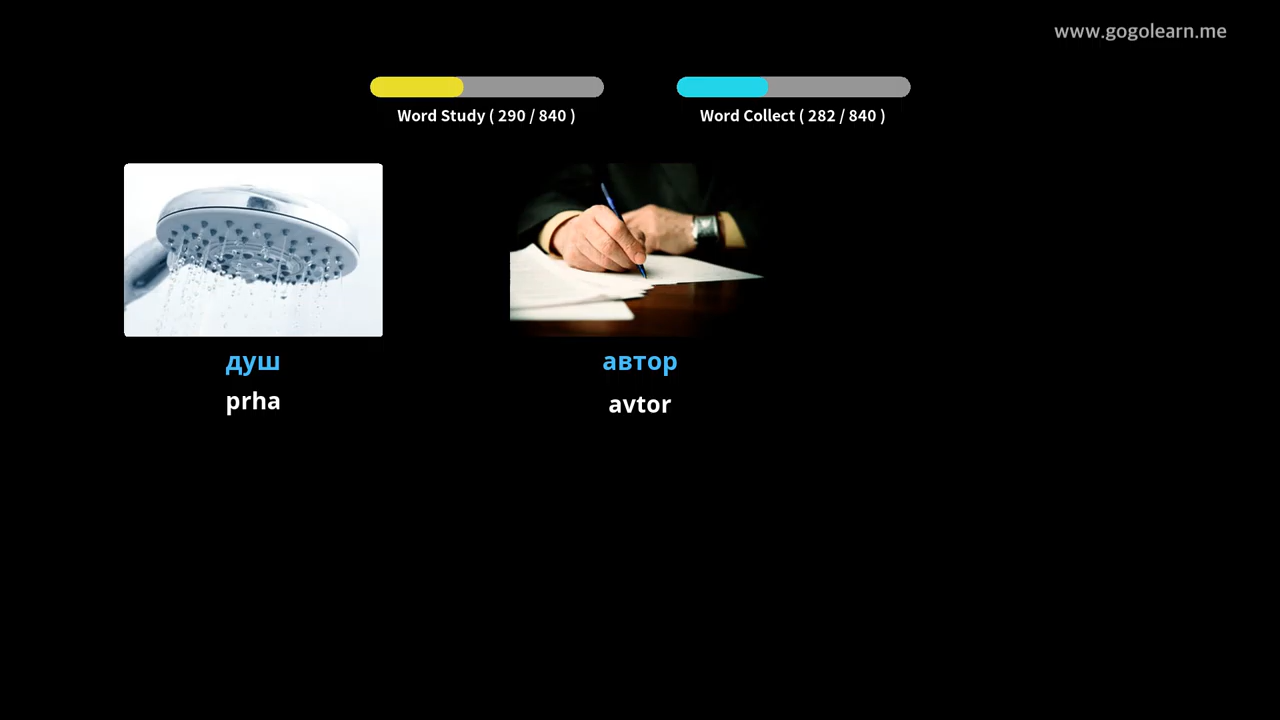 www.gogolearn.me
Word Study ( 290 / 840 )
Word Collect ( 282 / 840 )
душ
prha
автор
avtor